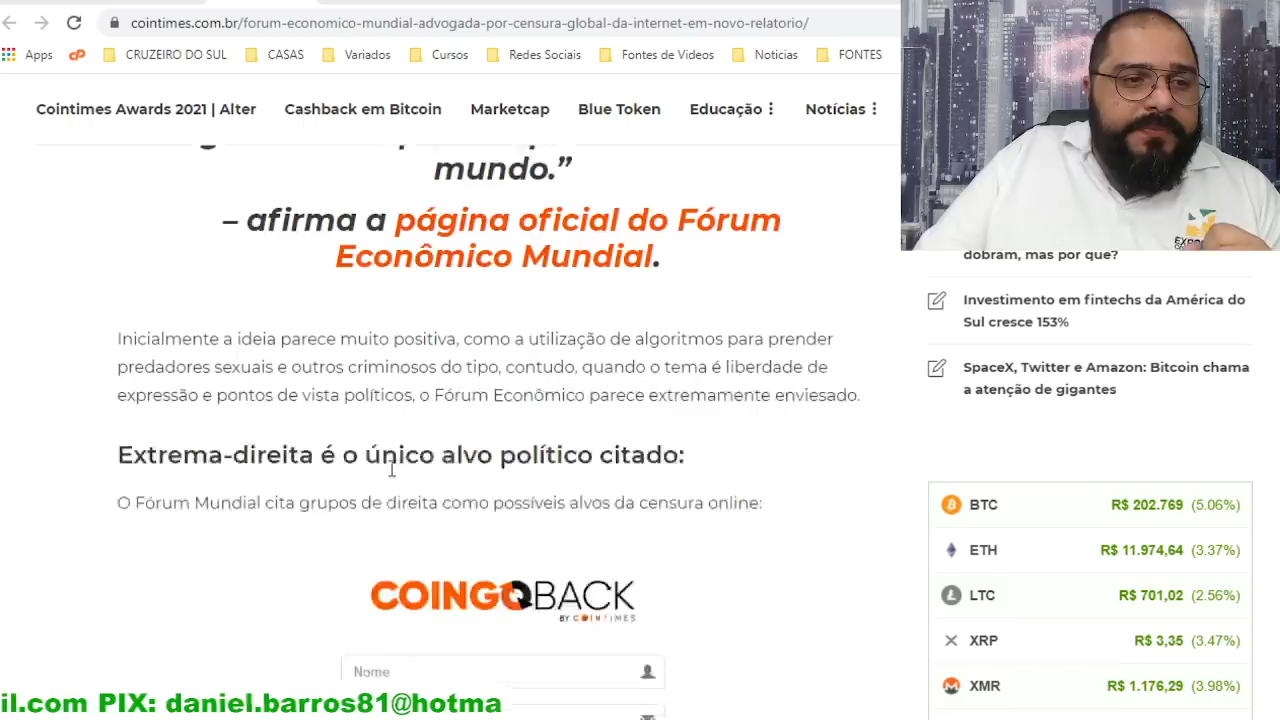 cointimes.com.br/forum-economico-mundial-advogada-por-censura-global-da-internet-em-novo-relatorio/
Apps CRUZEIRO DO SUL CASAS Variados Cursos Redes Sociais Fontes de Videos Noticias FONTES
Cointimes Awards 2021 | Alter Cashback em Bitcoin Marketcap Blue Token Educação Notícias
mundo.”
– afirma a página oficial do Fórum
Econômico Mundial.
Inicialmente a ideia parece muito positiva, como a utilização de algoritmos para prender
predadores sexuais e outros criminosos do tipo, contudo, quando o tema é liberdade de
expressão e pontos de vista políticos, o Fórum Econômico parece extremamente enviesado.
Extrema-direita é o único alvo político citado:
O Fórum Mundial cita grupos de direita como possíveis alvos da censura online:
COINGOBACK
BY COINTIMES
Nome
dobram, mas por que?
Investimento em fintechs da América do
Sul cresce 153%
SpaceX, Twitter e Amazon: Bitcoin chama
a atenção de gigantes
BTC R$ 202.769 (5.06%)
ETH R$ 11.974,64 (3.37%)
LTC R$ 701,02 (2.56%)
XRP R$ 3,35 (3.47%)
XMR R$ 1.176,29 (3.98%)
il.com PIX: daniel.barros81@hotma